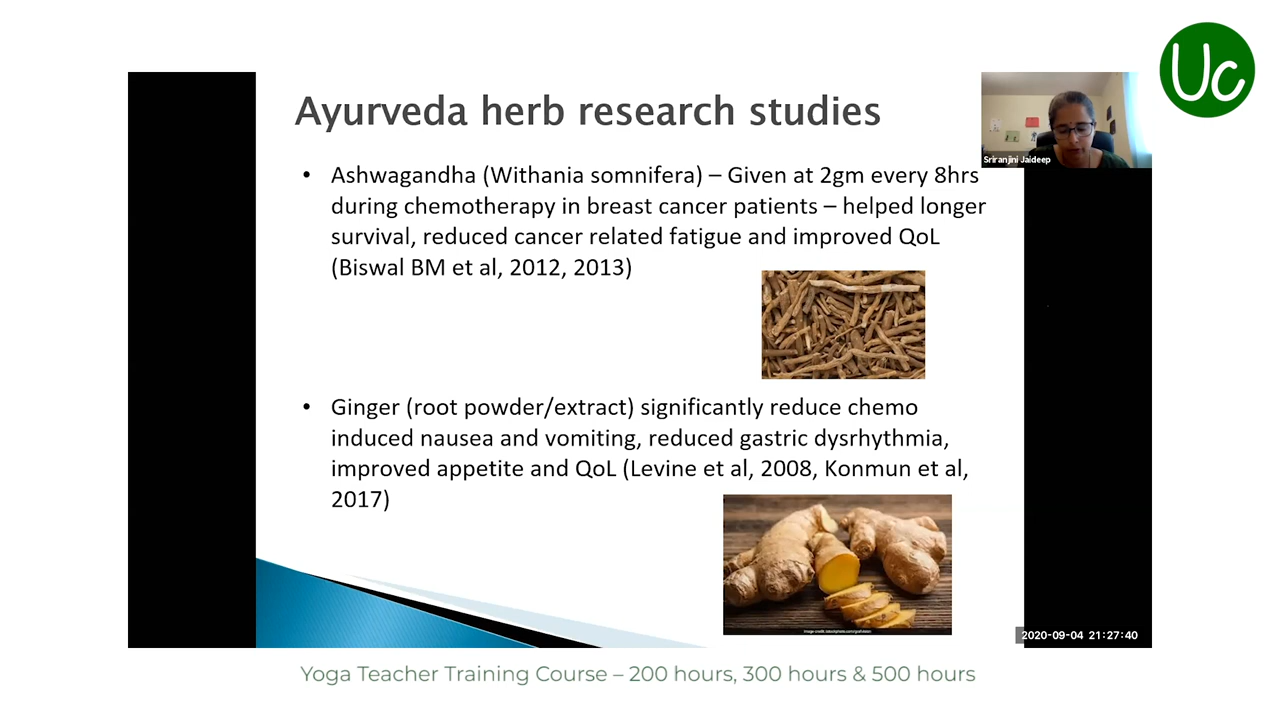 Uc
Ayurveda herb research studies
Sriranjini Jaideep
• Ashwagandha (Withania somnifera) – Given at 2gm every 8hrs
during chemotherapy in breast cancer patients – helped longer
survival, reduced cancer related fatigue and improved QoL
(Biswal BM et al, 2012, 2013)
• Ginger (root powder/extract) significantly reduce chemo
induced nausea and vomiting, reduced gastric dysrhythmia,
improved appetite and QoL (Levine et al, 2008, Konmun et al,
2017)
2020-09-04 21:27:40
Yoga Teacher Training Course – 200 hours, 300 hours & 500 hours